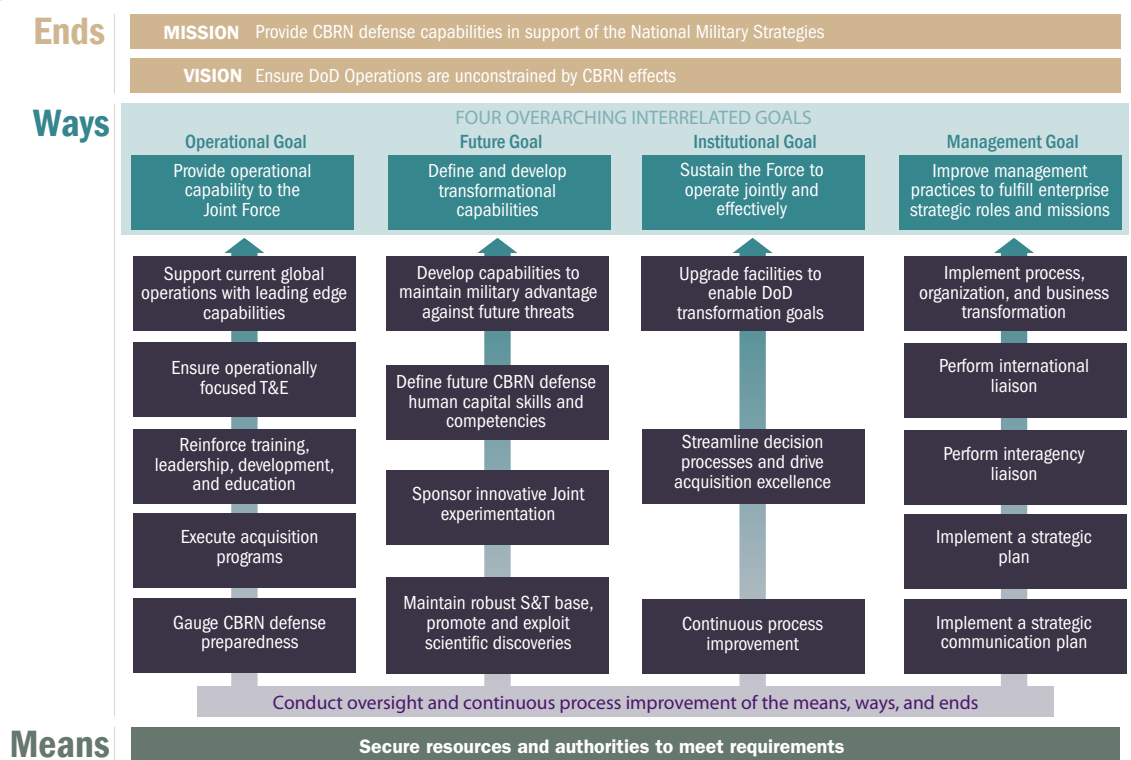 Ends
MISSION Provide CBRN defense capabilities in support of the National Military Strategies
VISION Ensure DoD Operations are unconstrained by CBRN effects
Ways
FOUR OVERARCHING INTERRELATED GOALS
Operational Goal
Provide operational
capability to the
Joint Force
Support current global
operations with leading edge
capabilities
Ensure operationally
focused T&E
Reinforce training,
leadership, development,
and education
Execute acquisition
programs
Gauge CBRN defense
preparedness
Future Goal
Define and develop
transformational
capabilities
Develop capabilities to
maintain military advantage
against future threats
Define future CBRN defense
human capital skills and
competencies
Sponsor innovative Joint
experimentation
Maintain robust S&T base,
promote and exploit
scientific discoveries
Institutional Goal
Sustain the Force to
operate jointly and
effectively
Upgrade facilities to
enable DoD
transformation goals
Streamline decision
processes and drive
acquisition excellence
Continuous process
improvement
Management Goal
Improve management
practices to fulfill enterprise
strategic roles and missions
Implement process,
organization, and business
transformation
Perform international
liaison
Perform interagency
liaison
Implement a strategic
plan
Implement a strategic
communication plan
Conduct oversight and continuous process improvement of the means, ways, and ends
Means
Secure resources and authorities to meet requirements